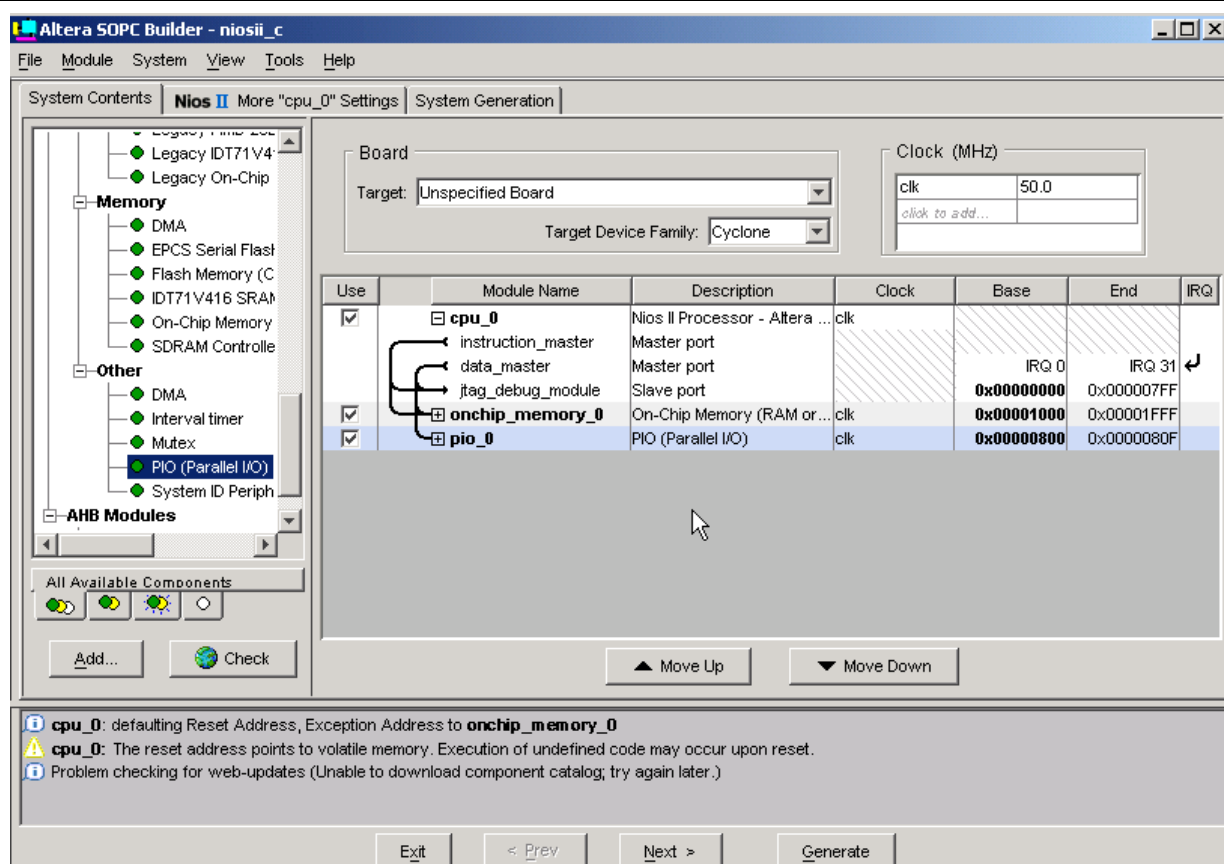 Altera SOPC Builder - niosii_c
File Module System View Tools Help
System Contents Nios II More "cpu_0" Settings System Generation
Legacy IDT71V4
Legacy On-Chip
Memory
DMA
EPCS Serial Flash
Flash Memory (C
IDT71V416 SRAM
On-Chip Memory
SDRAM Controlle
Other
DMA
Interval timer
Mutex
PIO (Parallel I/O)
System ID Periph
AHB Modules
All Available Components
Add... Check
Board
Target: Unspecified Board
Target Device Family: Cyclone
Clock (MHz)
clk 50.0
click to add...
Use Module Name Description Clock Base End IRQ
cpu_0 Nios II Processor - Altera ... clk
instruction_master Master port
data_master Master port IRQ 0 IRQ 31
jtag_debug_module Slave port 0x00000000 0x000007FF
onchip_memory_0 On-Chip Memory (RAM or... clk 0x00001000 0x00001FFF
pio_0 PIO (Parallel I/O) clk 0x00000800 0x0000080F
Move Up Move Down
cpu_0: defaulting Reset Address, Exception Address to onchip_memory_0
cpu_0: The reset address points to volatile memory. Execution of undefined code may occur upon reset.
Problem checking for web-updates (Unable to download component catalog; try again later.)
Exit < Prev Next > Generate